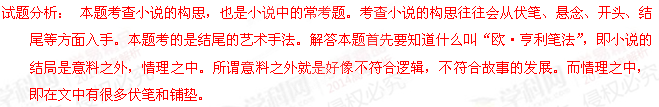 试题分析： 本题考查小说的构思，也是小说中的常考题。考查小说的构思往往会从伏笔、悬念、开头、结
尾等方面入手。本题考的是结尾的艺术手法。解答本题首先要知道什么叫“欧·亨利笔法”，即小说的
结局是意料之外，情理之中。所谓意料之外就是好像不符合逻辑，不符合故事的发展。而情理之中，
即在文中有很多伏笔和铺垫。